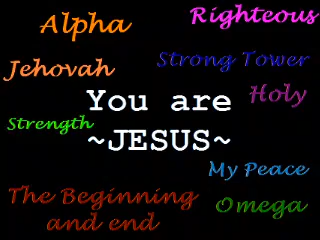 Alpha
Righteous
Jehovah
Strong Tower
You are
Holy
Strength
~JESUS~
My Peace
The Beginning
and end
Omega